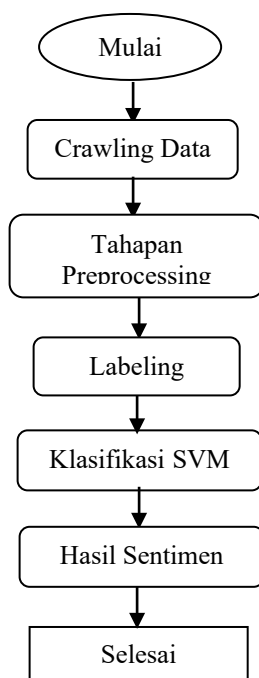 Mulai
Crawling Data
Tahapan
Preprocessing
Labeling
Klasifikasi SVM
Hasil Sentimen
Selesai